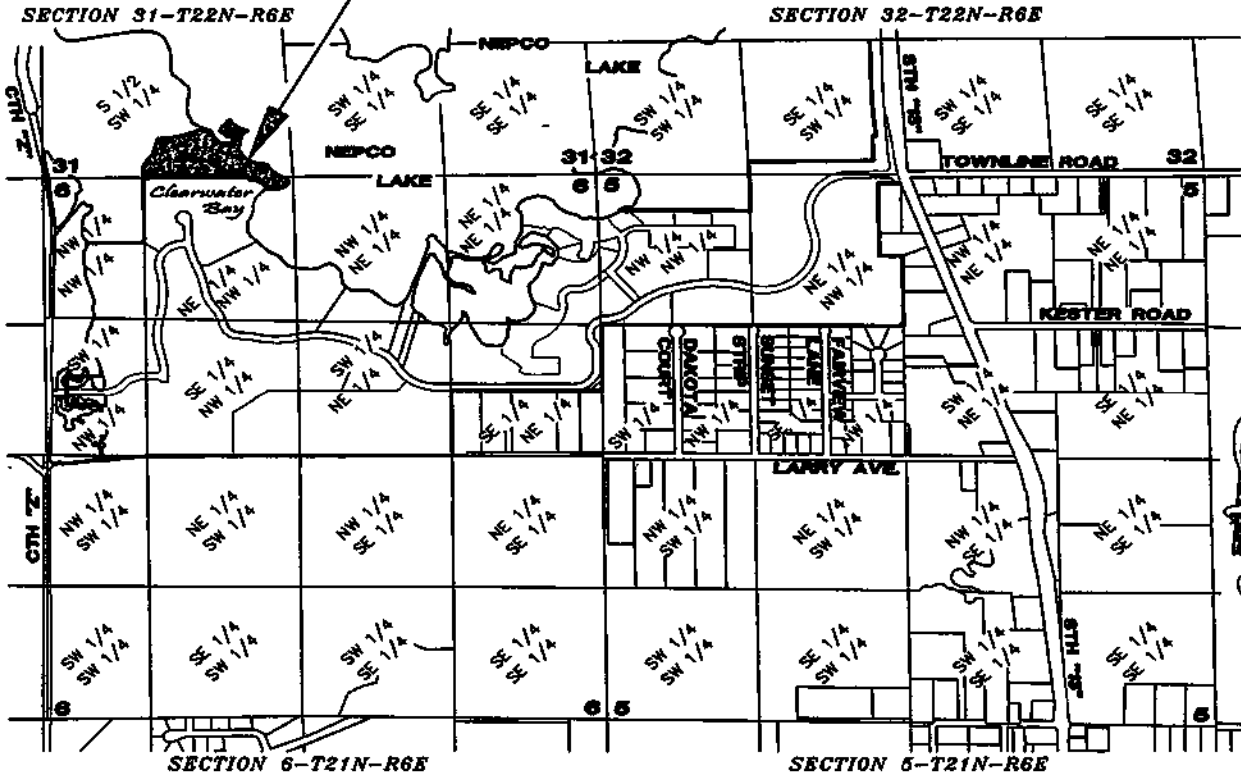 SECTION 31-T22N-R6E
SECTION 32-T22N-R6E
NEPCO
LAKE
CTH "Z"
S 1/2
SW 1/4
SW 1/4
SE 1/4
SE 1/4
SE 1/4
SW 1/4
SW 1/4
SE 1/4
SW 1/4
STH "13"
31
6
NEPCO
LAKE
31 32
6 5
TOWNLINE ROAD
32
5
Clearwater
Bay
NW 1/4
NW 1/4
NE 1/4
NW 1/4
NW 1/4
NE 1/4
NE 1/4
NE 1/4
NW 1/4
NW 1/4
NE 1/4
NW 1/4
NW 1/4
NE 1/4
NE 1/4
NE 1/4
KESTER ROAD
SW 1/4
NW 1/4
SE 1/4
NW 1/4
SW 1/4
NE 1/4
SE 1/4
NE 1/4
SW 1/4
NW 1/4
DAKOTA
COURT
SUNSET
STRIP
FAIRVIEW
LANE
SE 1/4
NW 1/4
SW 1/4
NE 1/4
SE 1/4
NE 1/4
LARRY AVE.
CTH "Z"
NW 1/4
SW 1/4
NE 1/4
SW 1/4
NW 1/4
SE 1/4
NE 1/4
SE 1/4
NW 1/4
SW 1/4
NE 1/4
SW 1/4
NW 1/4
SE 1/4
NE 1/4
SE 1/4
SW 1/4
SW 1/4
SE 1/4
SW 1/4
SW 1/4
SE 1/4
SE 1/4
SE 1/4
SW 1/4
SW 1/4
SE 1/4
SW 1/4
SW 1/4
SE 1/4
STH "13"
SE 1/4
SE 1/4
6
6 5
5
SECTION 6-T21N-R6E
SECTION 5-T21N-R6E